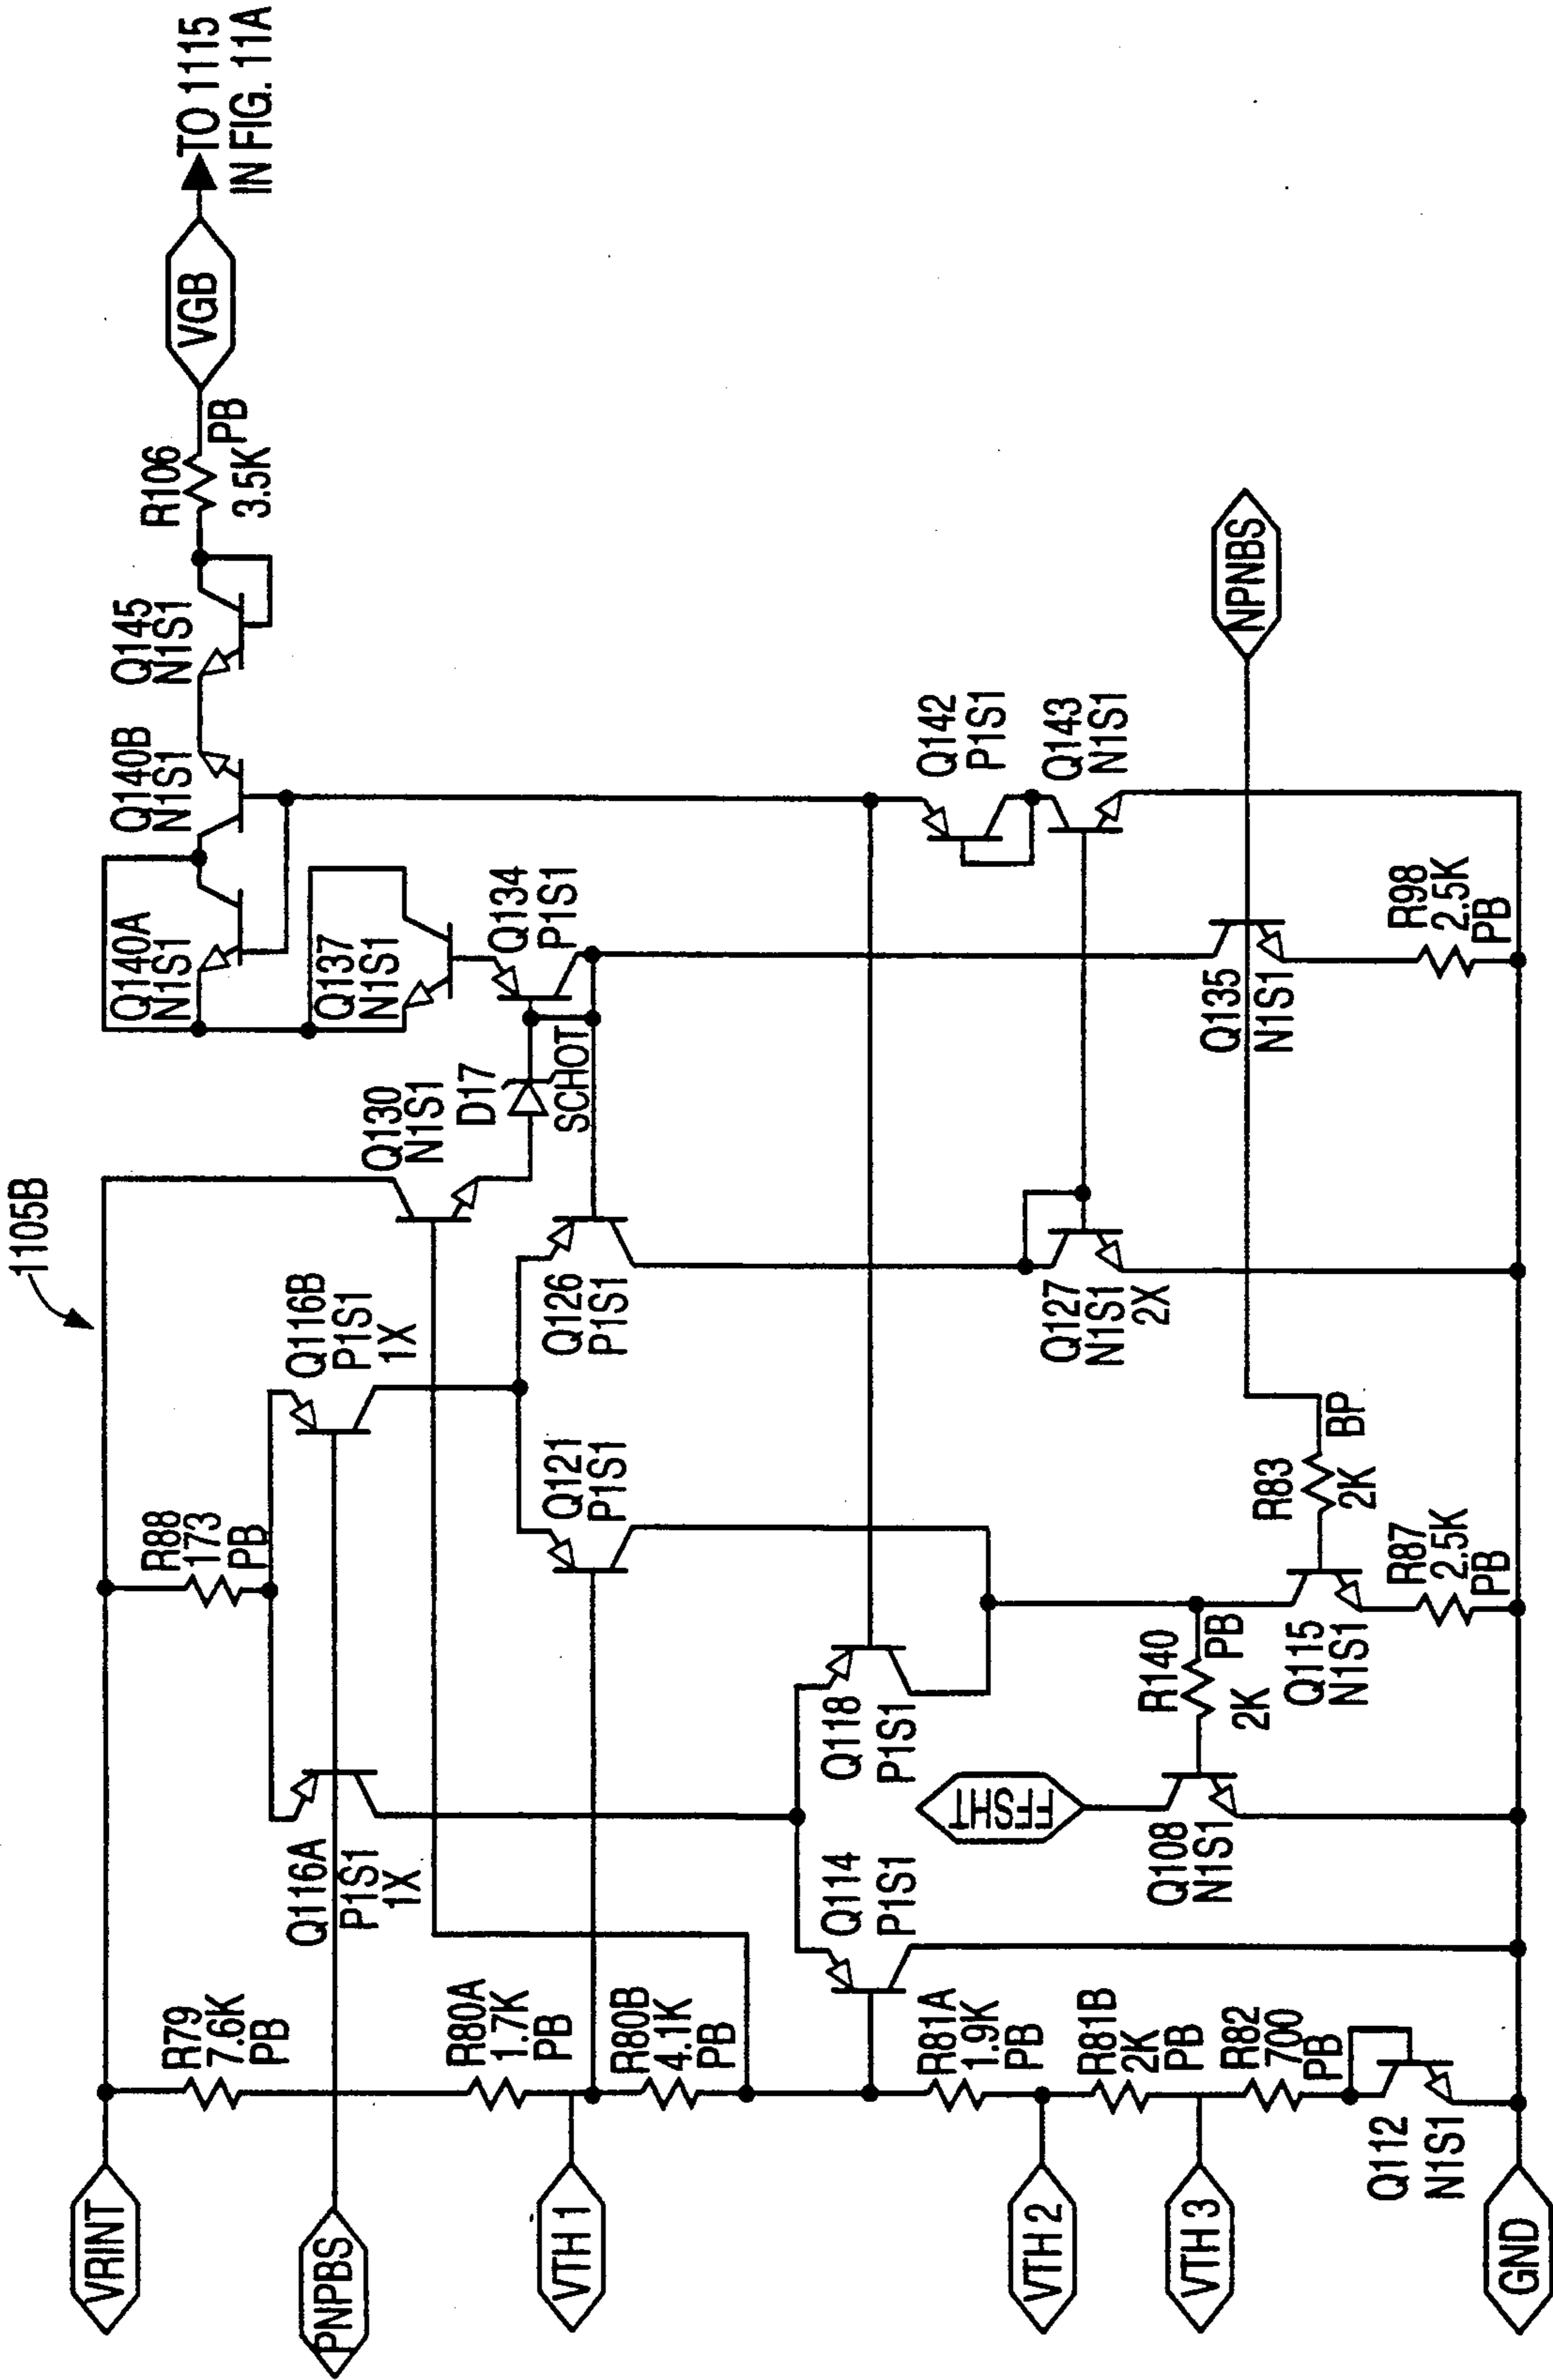 1105B
VRINT
PNPBS
VTH 1
VTH 2
VTH 3
GND
R79
7.6K
PB
R80A
1.7K
PB
R80B
4.1K
PB
R81A
1.9K
PB
R81B
2K
PB
R82
700
PB
Q112
N1S1
Q116A
P1S1
1X
R88
173
PB
Q116B
P1S1
1X
Q114
P1S1
Q118
P1S1
Q121
P1S1
Q126
P1S1
FFSHT
Q108
N1S1
R140
PB
2K
Q115
N1S1
R87
2.5K
PB
R83
2K
BP
Q127
N1S1
2X
Q130
N1S1
D17
SCHOT
Q134
P1S1
Q137
N1S1
Q140A
N1S1
Q140B
N1S1
Q145
N1S1
R106
PB
3.5K
VGB
TO 1115
IN FIG. 11A
Q142
P1S1
Q143
N1S1
Q135
N1S1
R98
2.5K
PB
NPNBS